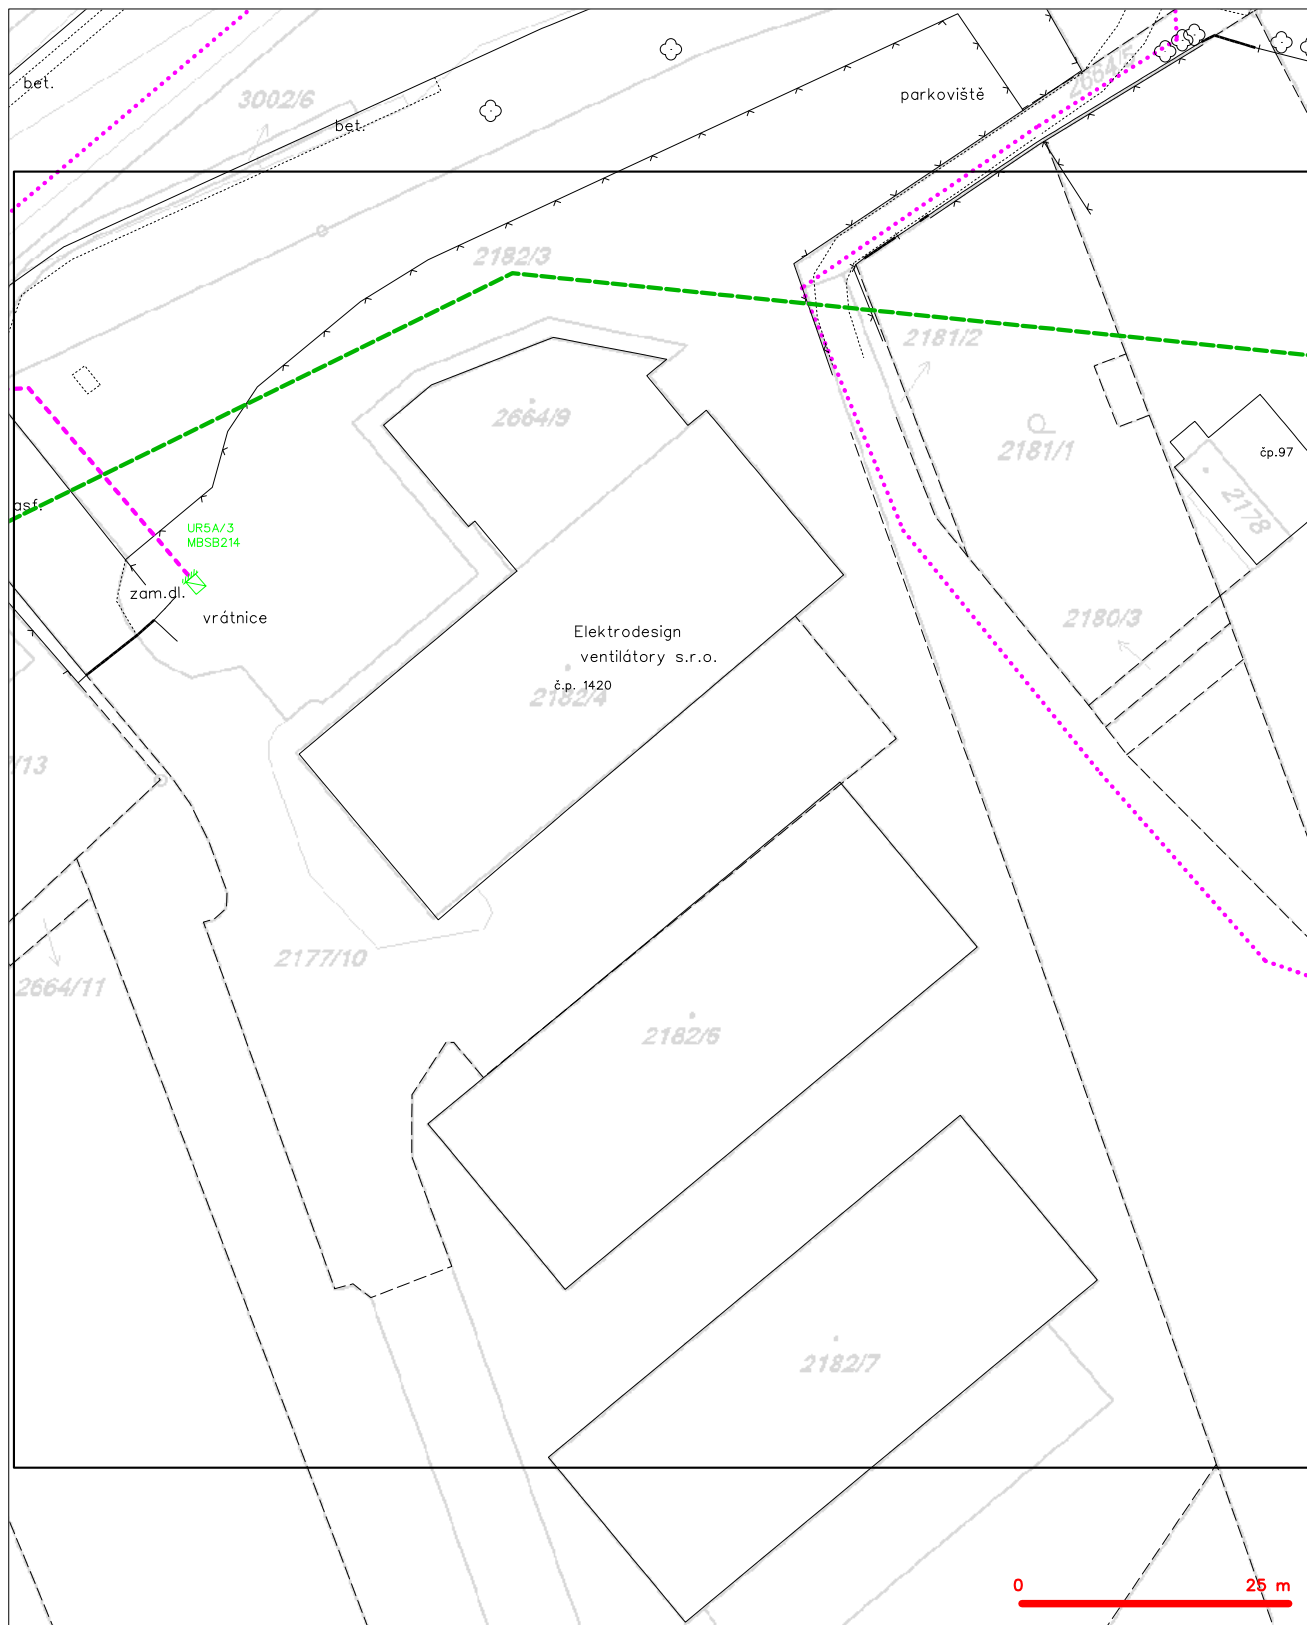 bet.
3002/6
bet.
parkoviště
2664/5
2182/3
2181/2
2664/9
2181/1
čp.97
2178
asf.
UR5A/3
MBSB214
zam.dl.
vrátnice
2180/3
Elektrodesign
ventilátory s.r.o.
č.p. 1420
2182/4
/13
2177/10
2664/11
2182/6
2182/7
0
25 m